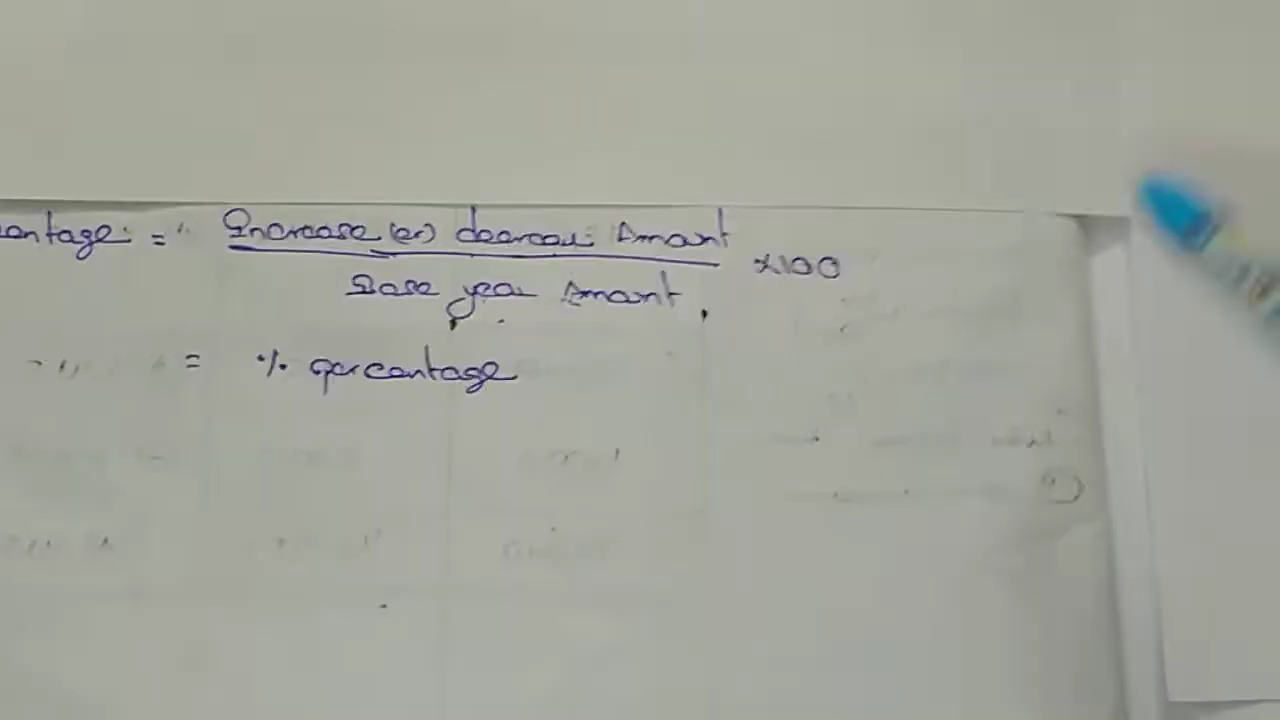 entage = Increase (or) decrease Amount
Base year Amount
×100
= % percentage